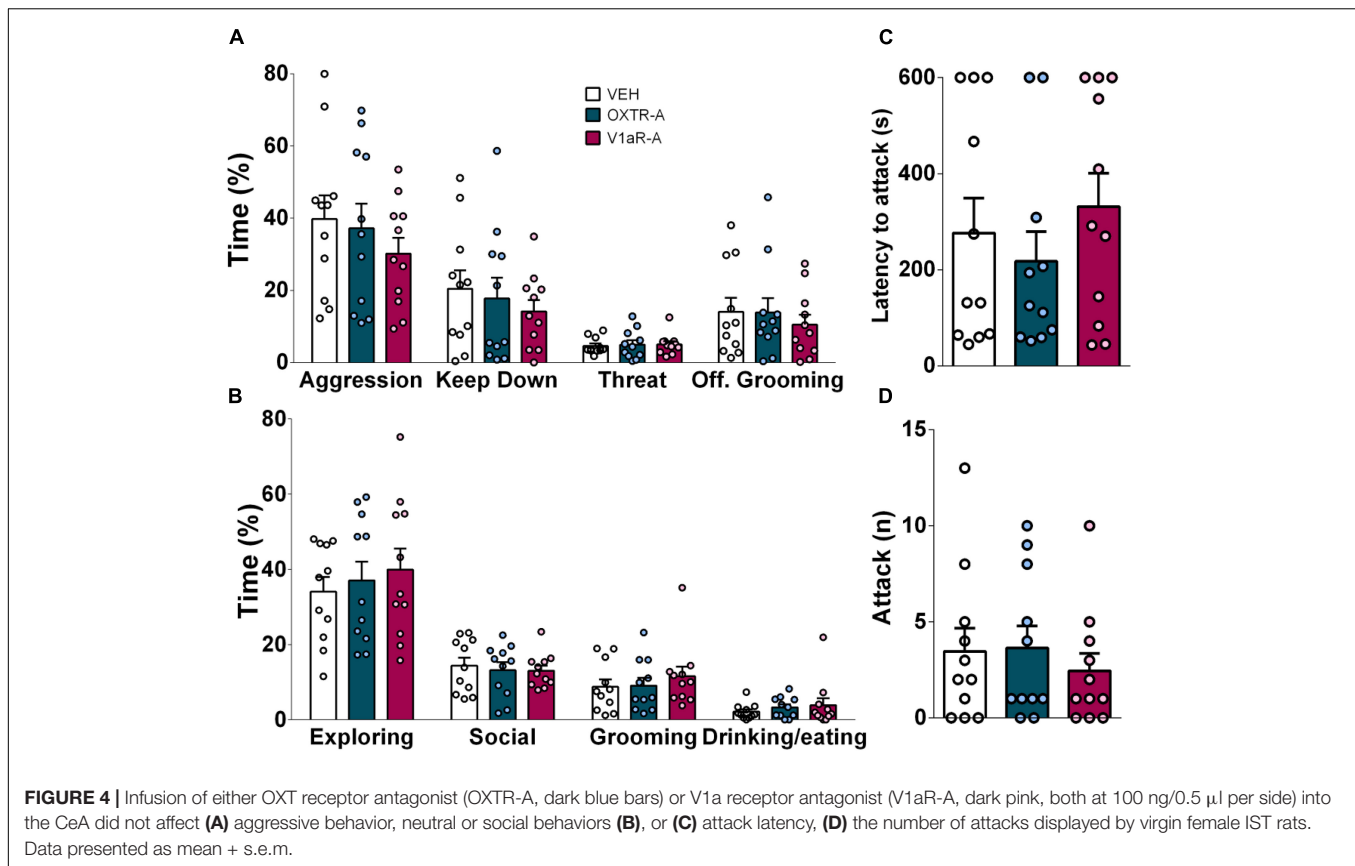 A
80
60
40
20
0
Time (%)
VEH
OXTR-A
V1aR-A
Aggression Keep Down Threat Off. Grooming
B
80
60
40
20
0
Time (%)
Exploring Social Grooming Drinking/eating
C
600
400
200
0
Latency to attack (s)
D
15
10
5
0
Attack (n)
FIGURE 4 | Infusion of either OXT receptor antagonist (OXTR-A, dark blue bars) or V1a receptor antagonist (V1aR-A, dark pink, both at 100 ng/0.5 μl per side) into
the CeA did not affect (A) aggressive behavior, neutral or social behaviors (B), or (C) attack latency, (D) the number of attacks displayed by virgin female IST rats.
Data presented as mean + s.e.m.